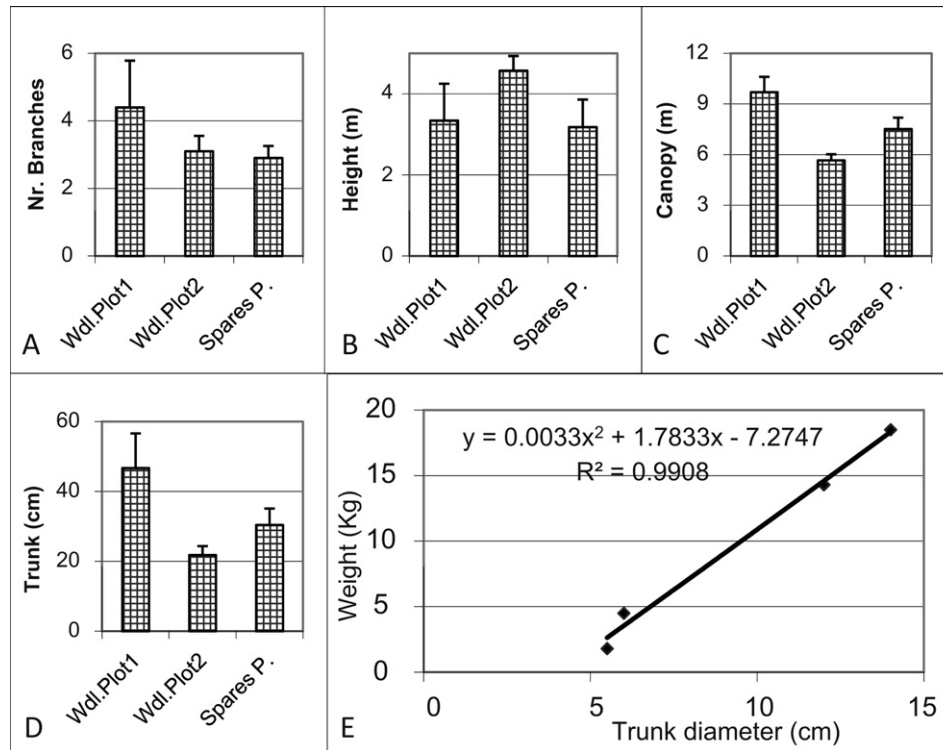 Nr. Branches
6
4
2
0
Wdl.Plot1
Wdl.Plot2
Spares P.
A
Height (m)
4
2
0
Wdl.Plot1
Wdl.Plot2
Spares P.
B
Canopy (m)
12
9
6
3
0
Wdl.Plot1
Wdl.Plot2
Spares P.
C
Trunk (cm)
60
40
20
0
Wdl.Plot1
Wdl.Plot2
Spares P.
D
Weight (Kg)
20
15
10
5
0
y = 0.0033x² + 1.7833x - 7.2747
R² = 0.9908
0 5 10 15
Trunk diameter (cm)
E